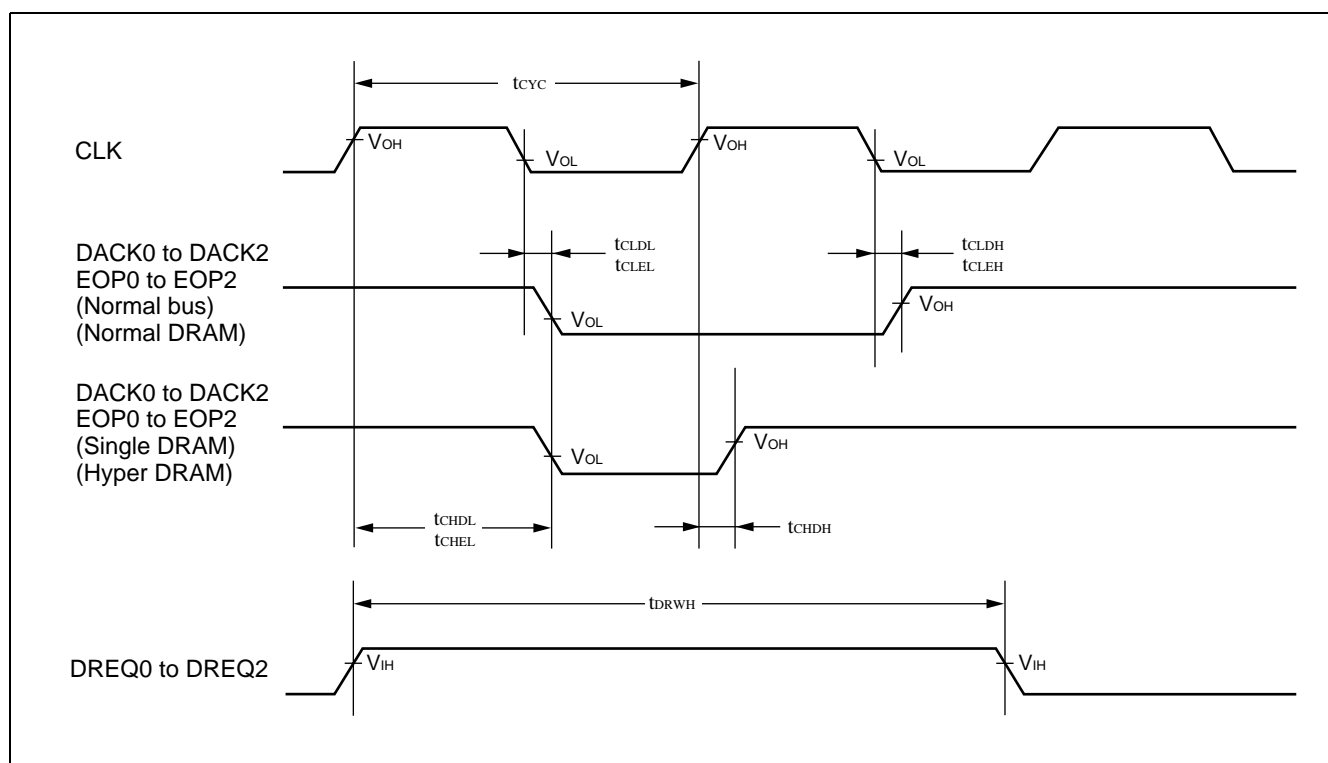 tCYC
CLK
VOH
VOL
VOH
VOL
DACK0 to DACK2
EOP0 to EOP2
(Normal bus)
(Normal DRAM)
tCLDL
tCLEL
tCLDH
tCLEH
VOL
VOH
DACK0 to DACK2
EOP0 to EOP2
(Single DRAM)
(Hyper DRAM)
VOL
VOH
tCHDL
tCHEL
tCHDH
tDRWH
DREQ0 to DREQ2
VIH
VIH